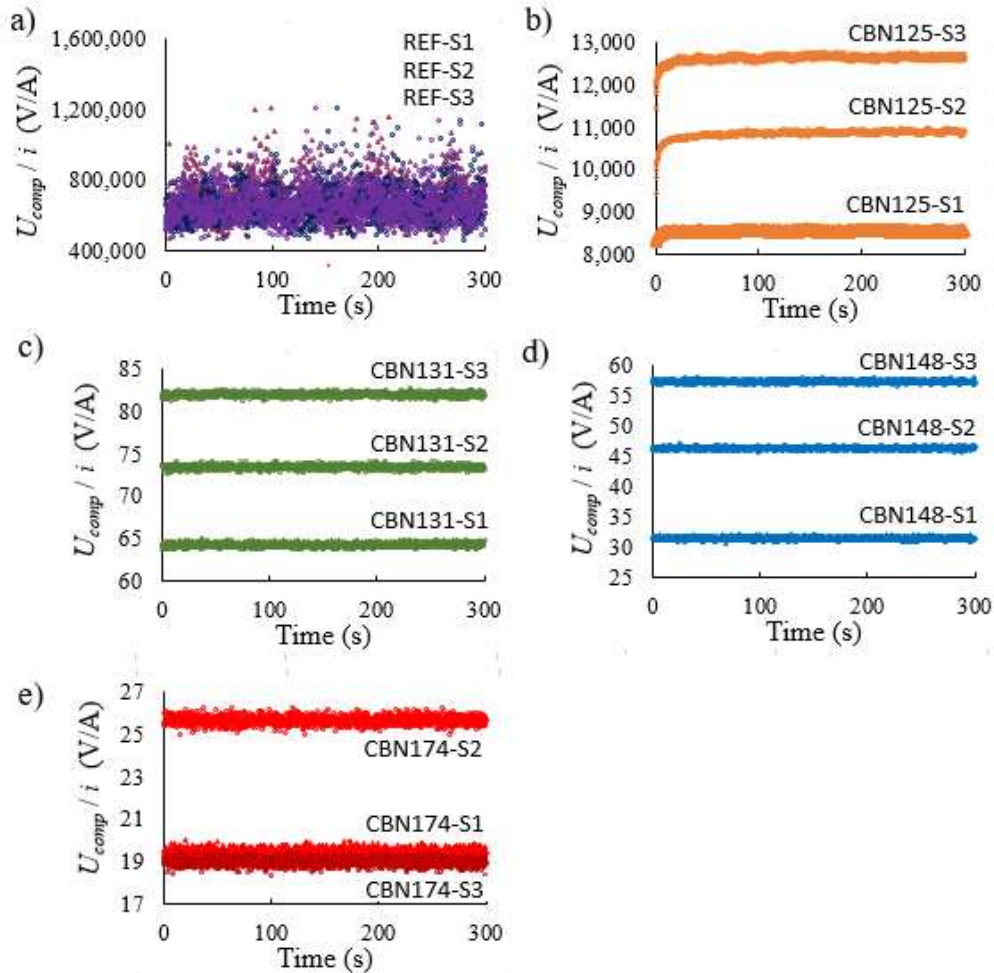 a)
U_comp / i (V/A)
1,600,000
1,200,000
800,000
400,000
REF-S1
REF-S2
REF-S3
0 100 200 300
Time (s)
b)
U_comp / i (V/A)
13,000
12,000
11,000
10,000
9,000
8,000
CBN125-S3
CBN125-S2
CBN125-S1
0 100 200 300
Time (s)
c)
U_comp / i (V/A)
85
80
75
70
65
60
CBN131-S3
CBN131-S2
CBN131-S1
0 100 200 300
Time (s)
d)
U_comp / i (V/A)
60
55
50
45
40
35
30
25
CBN148-S3
CBN148-S2
CBN148-S1
0 100 200 300
Time (s)
e)
U_comp / i (V/A)
27
25
23
21
19
17
CBN174-S2
CBN174-S1
CBN174-S3
0 100 200 300
Time (s)